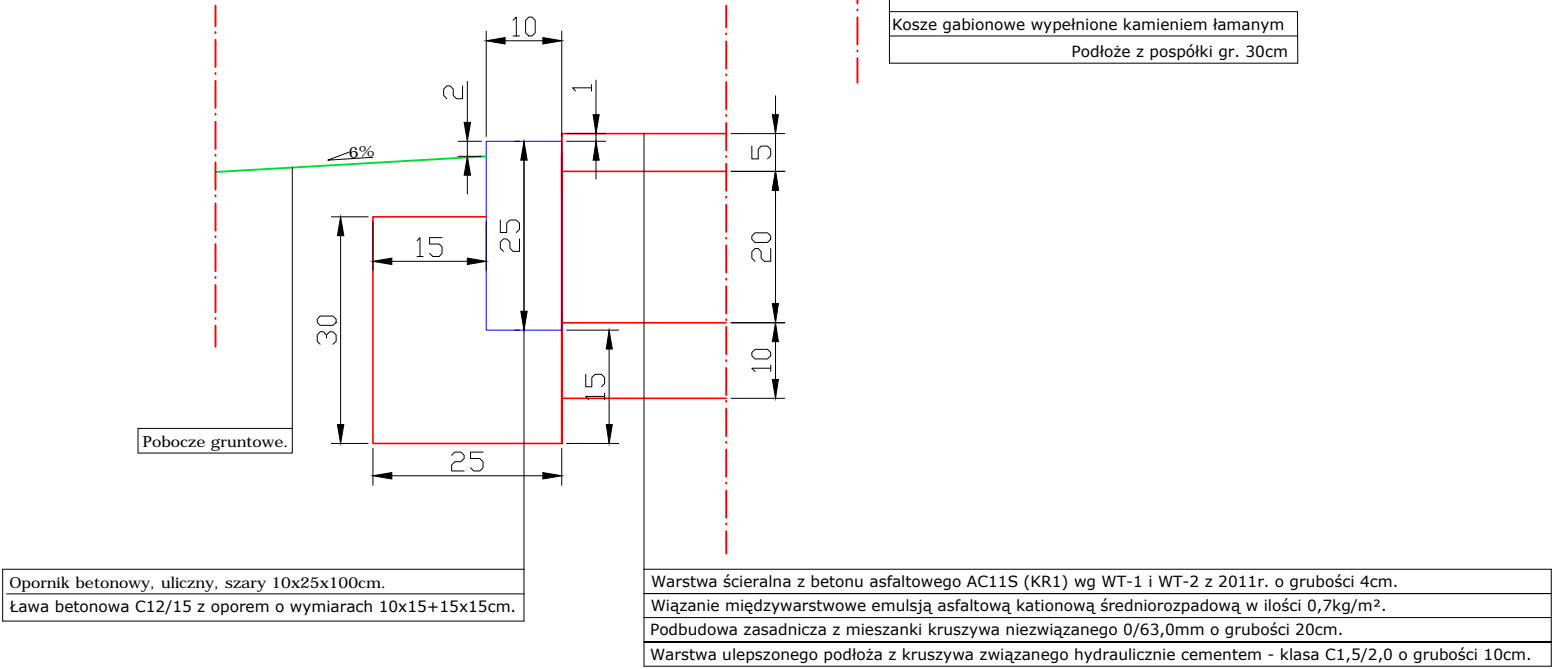 Kosze gabionowe wypełnione kamieniem łamanym
Podłoże z pospółki gr. 30cm
10
2
1
6%
5
15
25
20
30
10
15
25
Pobocze gruntowe.
Opornik betonowy, uliczny, szary 10x25x100cm.
Ława betonowa C12/15 z oporem o wymiarach 10x15+15x15cm.
Warstwa ścieralna z betonu asfaltowego AC11S (KR1) wg WT-1 i WT-2 z 2011r. o grubości 4cm.
Wiązanie międzywarstwowe emulsją asfaltową kationową średniorozpadową w ilości 0,7kg/m².
Podbudowa zasadnicza z mieszanki kruszywa niezwiązanego 0/63,0mm o grubości 20cm.
Warstwa ulepszonego podłoża z kruszywa związanego hydraulicznie cementem - klasa C1,5/2,0 o grubości 10cm.